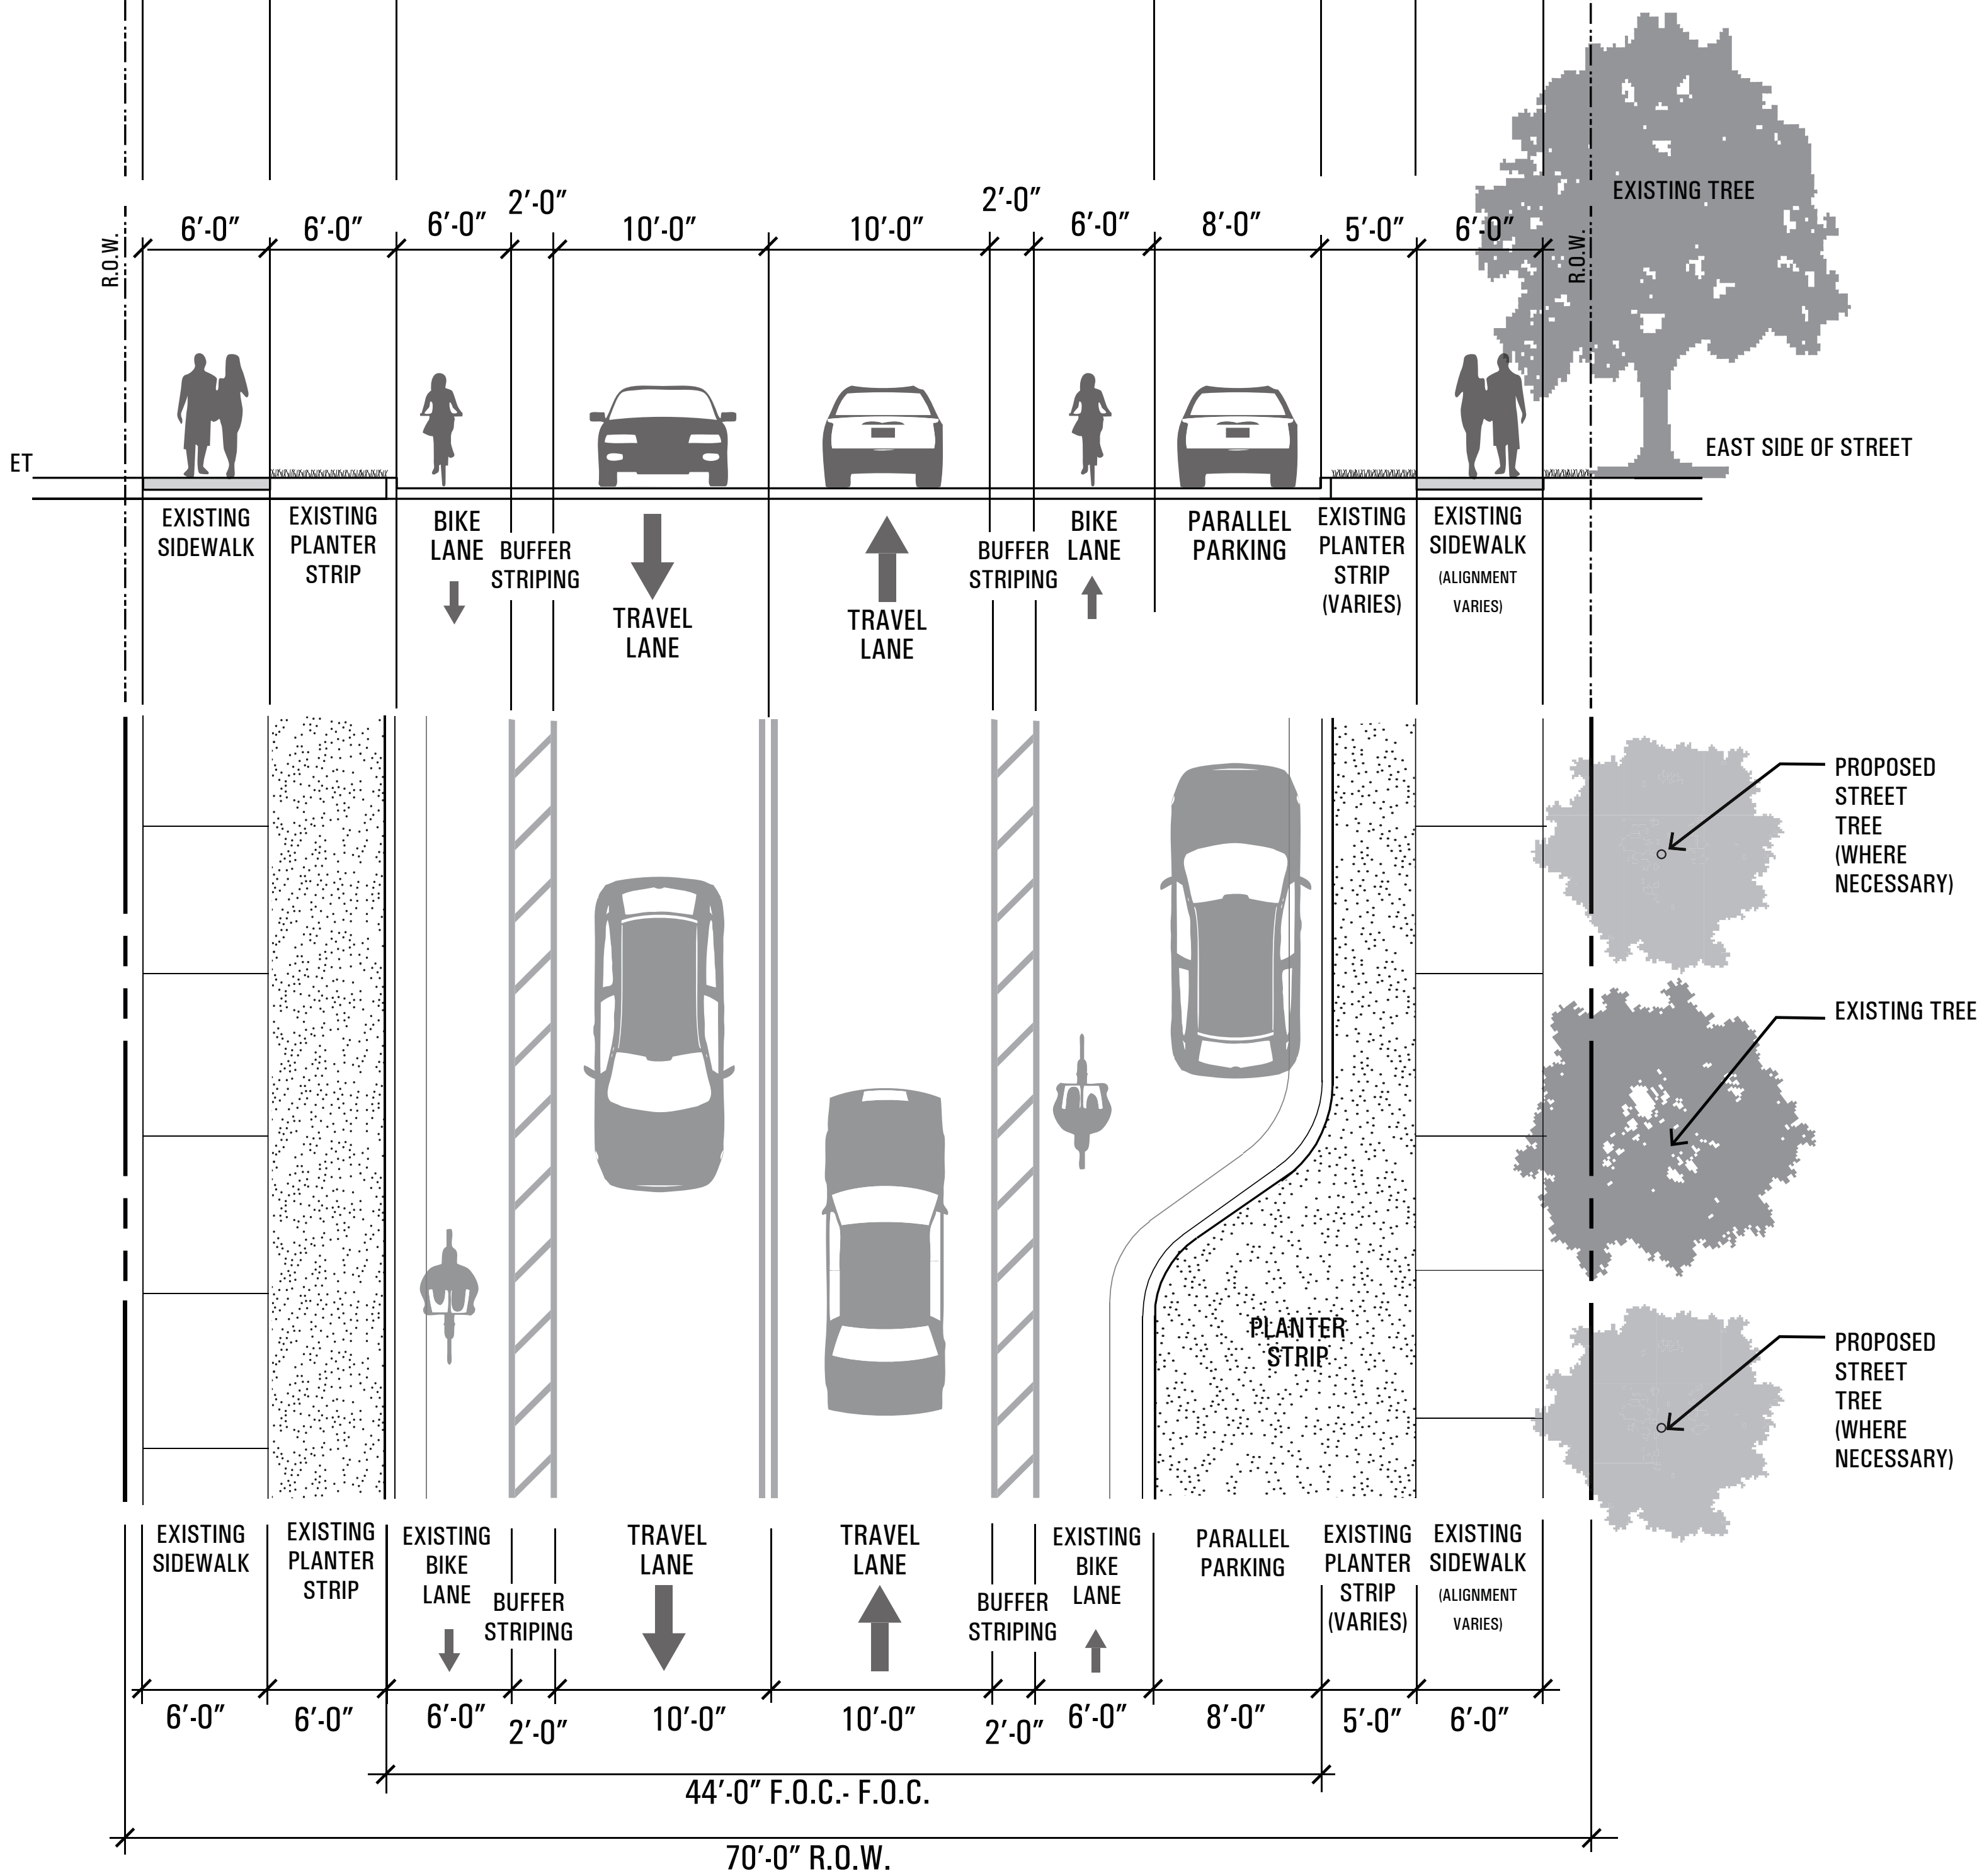 EXISTING TREE
2'-0" 2'-0"
6'-0" 6'-0" 6'-0" 10'-0" 10'-0" 6'-0" 8'-0" 5'-0" 6'-0"
R.O.W.
R.O.W.
EAST SIDE OF STREET
ET
EXISTING
SIDEWALK
EXISTING
PLANTER
STRIP
BIKE
LANE
BUFFER
STRIPING
TRAVEL
LANE
TRAVEL
LANE
BUFFER
STRIPING
BIKE
LANE
PARALLEL
PARKING
EXISTING
PLANTER
STRIP
(VARIES)
EXISTING
SIDEWALK
(ALIGNMENT
VARIES)
PROPOSED
STREET
TREE
(WHERE
NECESSARY)
EXISTING TREE
PLANTER
STRIP
PROPOSED
STREET
TREE
(WHERE
NECESSARY)
EXISTING
SIDEWALK
EXISTING
PLANTER
STRIP
EXISTING
BIKE
LANE
BUFFER
STRIPING
TRAVEL
LANE
TRAVEL
LANE
BUFFER
STRIPING
EXISTING
BIKE
LANE
PARALLEL
PARKING
EXISTING
PLANTER
STRIP
(VARIES)
EXISTING
SIDEWALK
(ALIGNMENT
VARIES)
6'-0" 6'-0" 6'-0" 2'-0" 10'-0" 10'-0" 2'-0" 6'-0" 8'-0" 5'-0" 6'-0"
44'-0" F.O.C.- F.O.C.
70'-0" R.O.W.